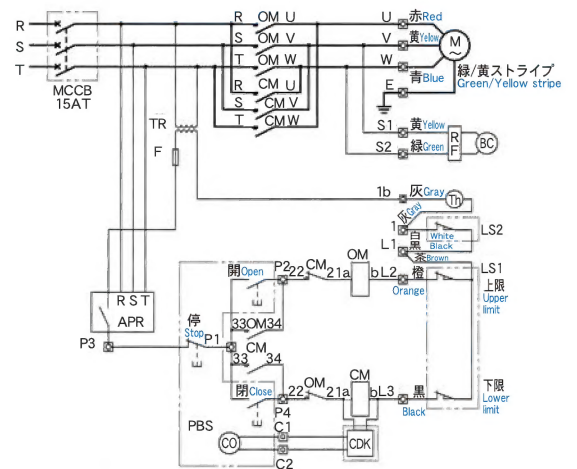 R OM U U 赤Red
R
S OM V V 黄Yellow M
S ~
T OM W W
T
青Blue
R CM U
MCCB
15AT
S CM V E
緑/黄ストライプ
Green/Yellow stripe
T CM W
TR S1 黄Yellow
R
F BC
F S2 緑Green
1b 灰Gray Th
灰Gray
1 白 White LS2
L1 黒 Black
茶Brown
開Open P2 22 CM 21a OM b L2 橙 LS1
Orange 上限
Upper
limit
R S T
APR
停
Stop
33 OM 34
P3 P1
CM
33 34
閉Close 22 OM 21a CM b L3 黒 下限
Black Lower
limit
P4
PBS C1
CO CDK
C2